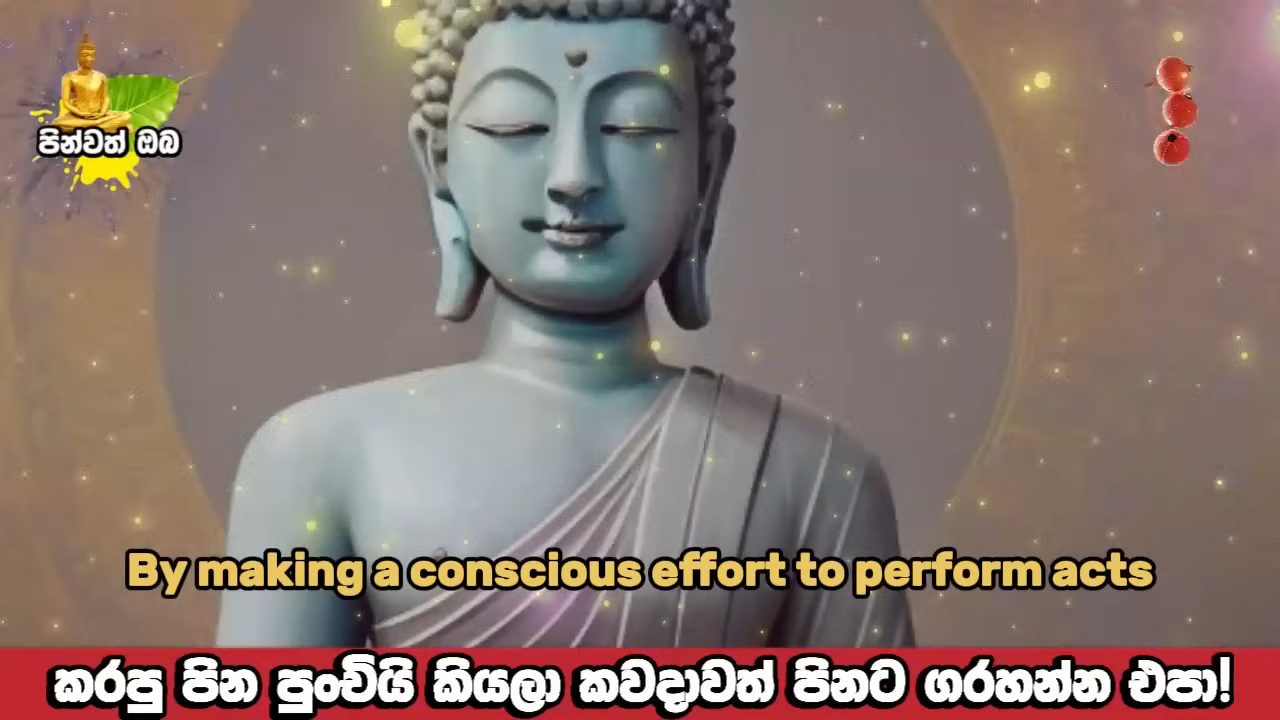 පින්වත් ඔබ
By making a conscious effort to perform acts
කරපු පින පුංචියි කියලා කවදාවත් පිනට ගරහන්න එපා!